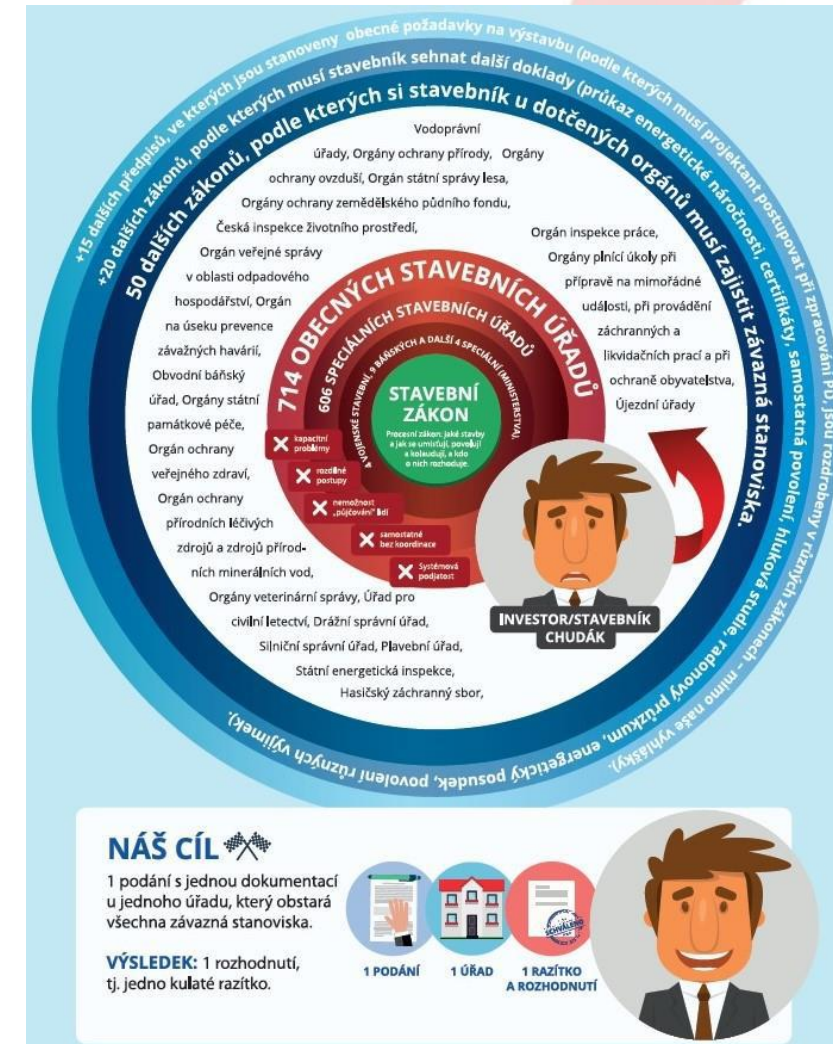 +15 dalších předpisů, ve kterých jsou stanoveny obecné požadavky na výstavbu (podle kterých musí projektant postupovat při zpracování PD, jsou rozdrobeny v různých zákonech – mimo naše vyhlášky).
+20 dalších zákonů, podle kterých musí stavebník sehnat další doklady (průkaz energetické náročnosti, certifikáty, samostatná povolení, hluková studie, radonový průzkum, energetický posudek, povolení různých výjimek).
50 dalších zákonů, podle kterých si stavebník u dotčených orgánů musí zajistit závazná stanoviska.
Vodoprávní
úřady, Orgány ochrany přírody, Orgány
ochrany ovzduší, Orgán státní správy lesa,
Orgány ochrany zemědělského půdního fondu,
Česká inspekce životního prostředí,
Orgán veřejné správy
v oblasti odpadového
hospodářství, Orgán
na úseku prevence
závažných havárií,
Obvodní báňský
úřad, Orgány státní
památkové péče,
Orgán ochrany
veřejného zdraví,
Orgán ochrany
přírodních léčivých
zdrojů a zdrojů přírod-
ních minerálních vod,
Orgány veterinární správy, Úřad pro
civilní letectví, Drážní správní úřad,
Silniční správní úřad, Plavební úřad,
Státní energetická inspekce,
Hasičský záchranný sbor,
Orgán inspekce práce,
Orgány plnící úkoly při
přípravě na mimořádné
události, při provádění
záchranných a
likvidačních prací a při
ochraně obyvatelstva,
Újezdní úřady
714 OBECNÝCH STAVEBNÍCH ÚŘADŮ
606 SPECIÁLNÍCH STAVEBNÍCH ÚŘADŮ
4 VOJENSKÉ STAVEBNÍ, 9 BÁŇSKÝCH A DALŠÍ 4 SPECIÁLNÍ (MINISTERSTVA),
STAVEBNÍ
ZÁKON
Procesní zákon: jaké stavby
a jak se umisťují, povolují
a kolaudují, a kdo
o nich rozhoduje.
kapacitní
problémy
rozdílné
postupy
nemožnost
„půjčování" lidí
samostatné
bez koordinace
Systémová
podjatost
INVESTOR/STAVEBNÍK
CHUDÁK
NÁŠ CÍL
1 podání s jednou dokumentací
u jednoho úřadu, který obstará
všechna závazná stanoviska.
VÝSLEDEK: 1 rozhodnutí,
tj. jedno kulaté razítko.
SCHVÁLENO
1 PODÁNÍ
1 ÚŘAD
1 RAZÍTKO
A ROZHODNUTÍ